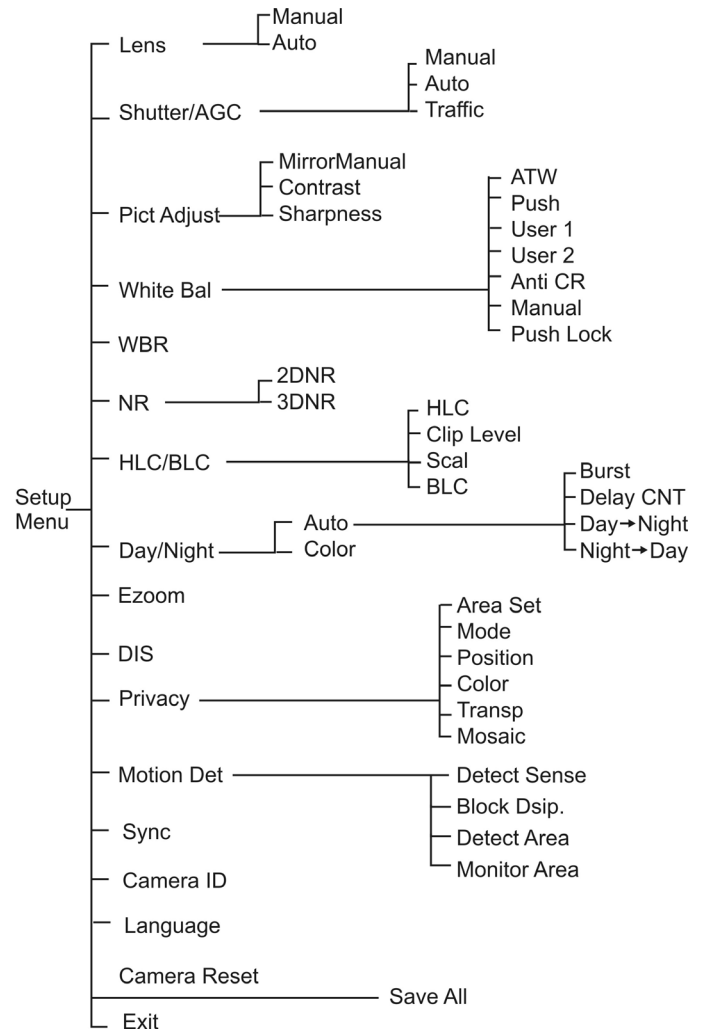 Setup
Menu
Lens
Manual
Auto
Shutter/AGC
Manual
Auto
Traffic
Pict Adjust
MirrorManual
Contrast
Sharpness
White Bal
ATW
Push
User 1
User 2
Anti CR
Manual
Push Lock
WBR
NR
2DNR
3DNR
HLC/BLC
HLC
Clip Level
Scal
BLC
Day/Night
Auto
Color
Burst
Delay CNT
Day→Night
Night→Day
Ezoom
DIS
Privacy
Area Set
Mode
Position
Color
Transp
Mosaic
Motion Det
Detect Sense
Block Dsip.
Detect Area
Monitor Area
Sync
Camera ID
Language
Camera Reset
Save All
Exit